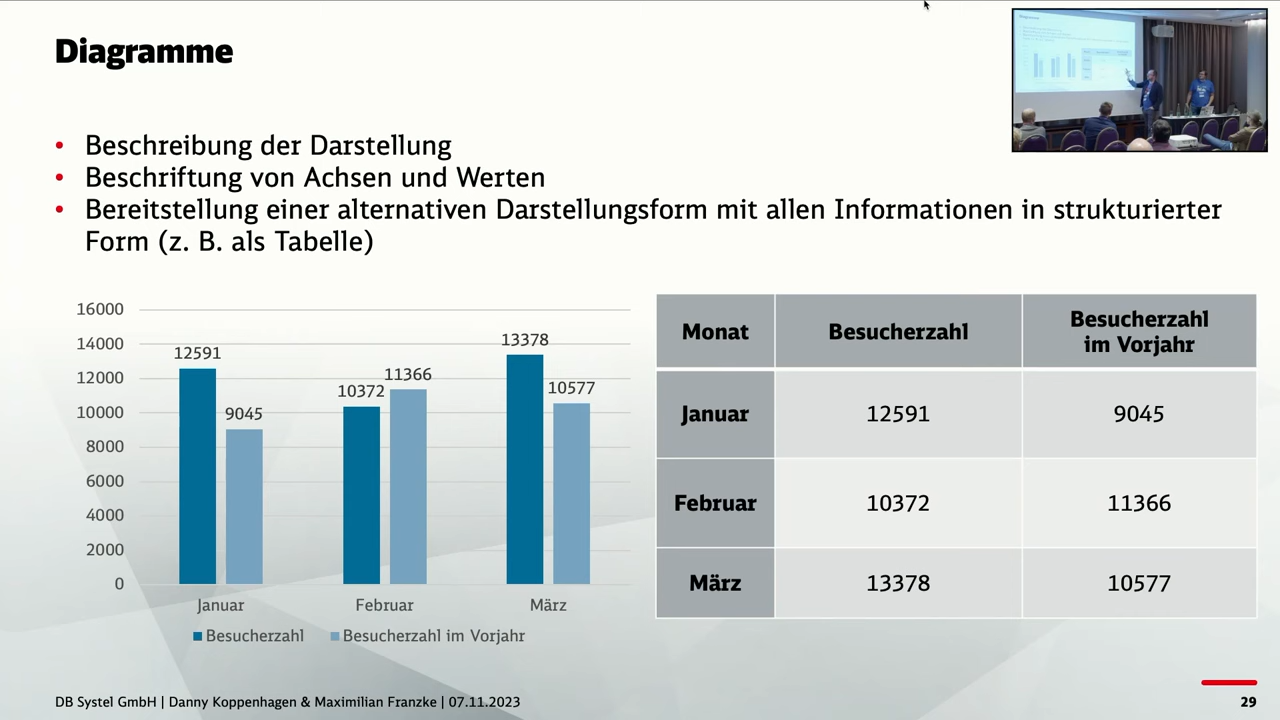 Diagramme
• Beschreibung der Darstellung
• Beschriftung von Achsen und Werten
• Bereitstellung einer alternativen Darstellungsform mit allen Informationen in strukturierter
Form (z. B. als Tabelle)
16000
14000
12000
10000
8000
6000
4000
2000
0
12591
9045
10372
11366
13378
10577
Januar Februar März
Besucherzahl Besucherzahl im Vorjahr
Monat Besucherzahl Besucherzahl
im Vorjahr
Januar 12591 9045
Februar 10372 11366
März 13378 10577
DB Systel GmbH | Danny Koppenhagen & Maximilian Franzke | 07.11.2023
29